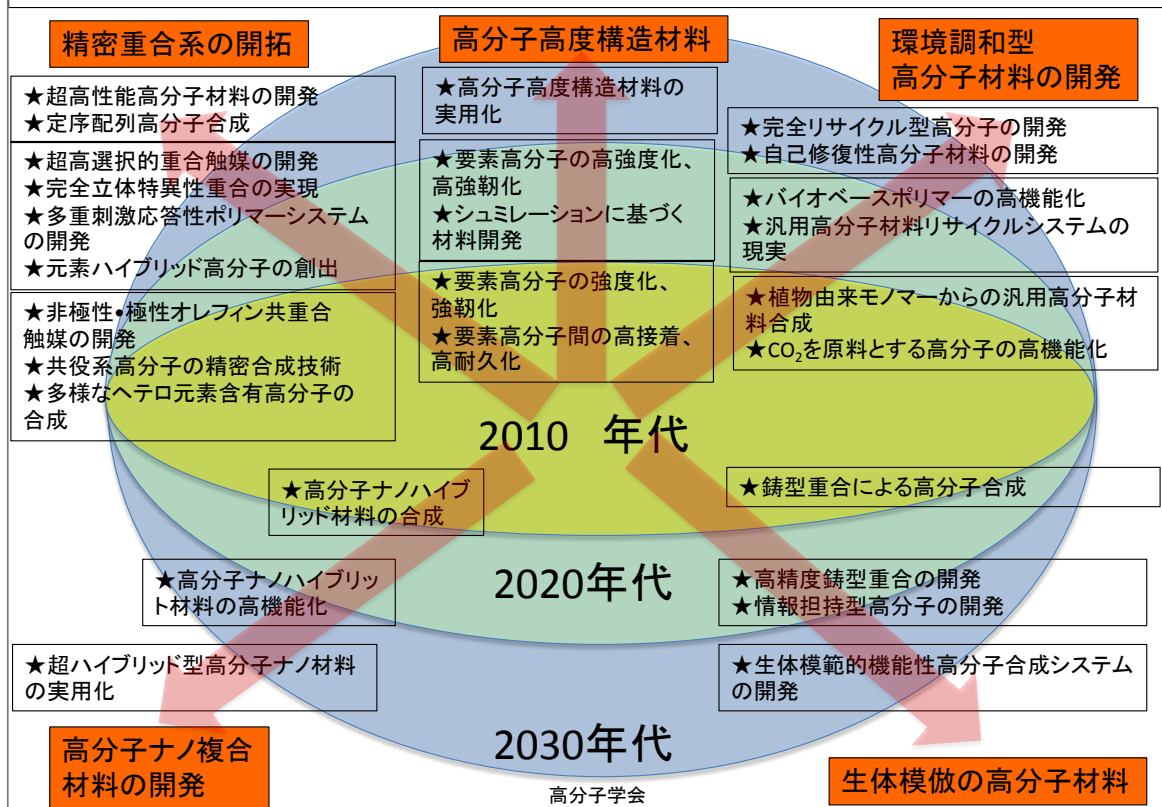 精密重合系の開拓
★超高性能高分子材料の開発
★定序配列高分子合成
★超高選択的重合触媒の開発
★完全立体特異性重合の実現
★多重刺激応答性ポリマーシステム
の開発
★元素ハイブリッド高分子の創出
★非極性・極性オレフィン共重合
触媒の開発
★共役系高分子の精密合成技術
★多様なヘテロ元素含有高分子の
合成
高分子高度構造材料
★高分子高度構造材料の
実用化
★要素高分子の高強度化、
高強靭化
★シュミレーションに基づく
材料開発
★要素高分子の強度化、
強靭化
★要素高分子間の高接着、
高耐久化
環境調和型
高分子材料の開発
★完全リサイクル型高分子の開発
★自己修復性高分子材料の開発
★バイオベースポリマーの高機能化
★汎用高分子材料リサイクルシステムの
現実
★植物由来モノマーからの汎用高分子材
料合成
★CO₂を原料とする高分子の高機能化
2010 年代
★高分子ナノハイブ
リッド材料の合成
★鋳型重合による高分子合成
2020年代
★高分子ナノハイブリッ
ト材料の高機能化
★高精度鋳型重合の開発
★情報担持型高分子の開発
★超ハイブリッド型高分子ナノ材料
の実用化
★生体模範的機能性高分子合成システム
の開発
2030年代
高分子ナノ複合
材料の開発
生体模倣の高分子材料
高分子学会